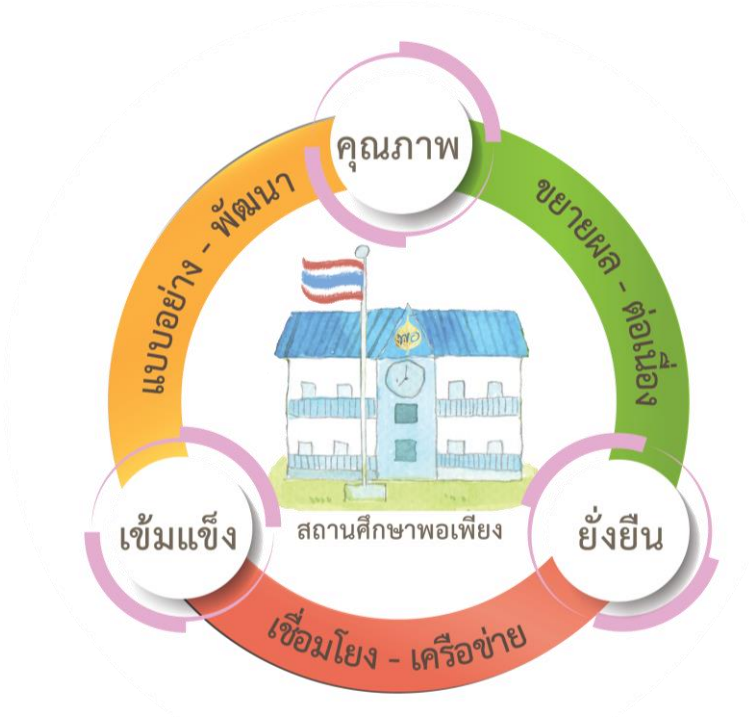 คุณภาพ
แบบอย่าง - พัฒนา
ขยายผล - ต่อเนื่อง
พอ
เข้มแข็ง
สถานศึกษาพอเพียง
ยั่งยืน
เชื่อมโยง - เครือข่าย